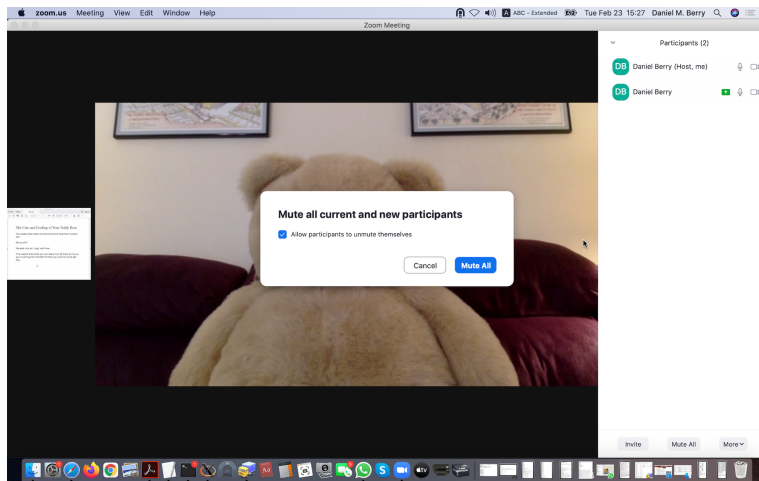 zoom.us Meeting View Edit Window Help
ABC - Extended Tue Feb 23 15:27 Daniel M. Berry
Zoom Meeting
Participants (2)
DB Daniel Berry (Host, me)
DB Daniel Berry
The Care and Feeding of Your Teddy Bear
Mute all current and new participants
Allow participants to unmute themselves
Cancel Mute All
Invite Mute All More